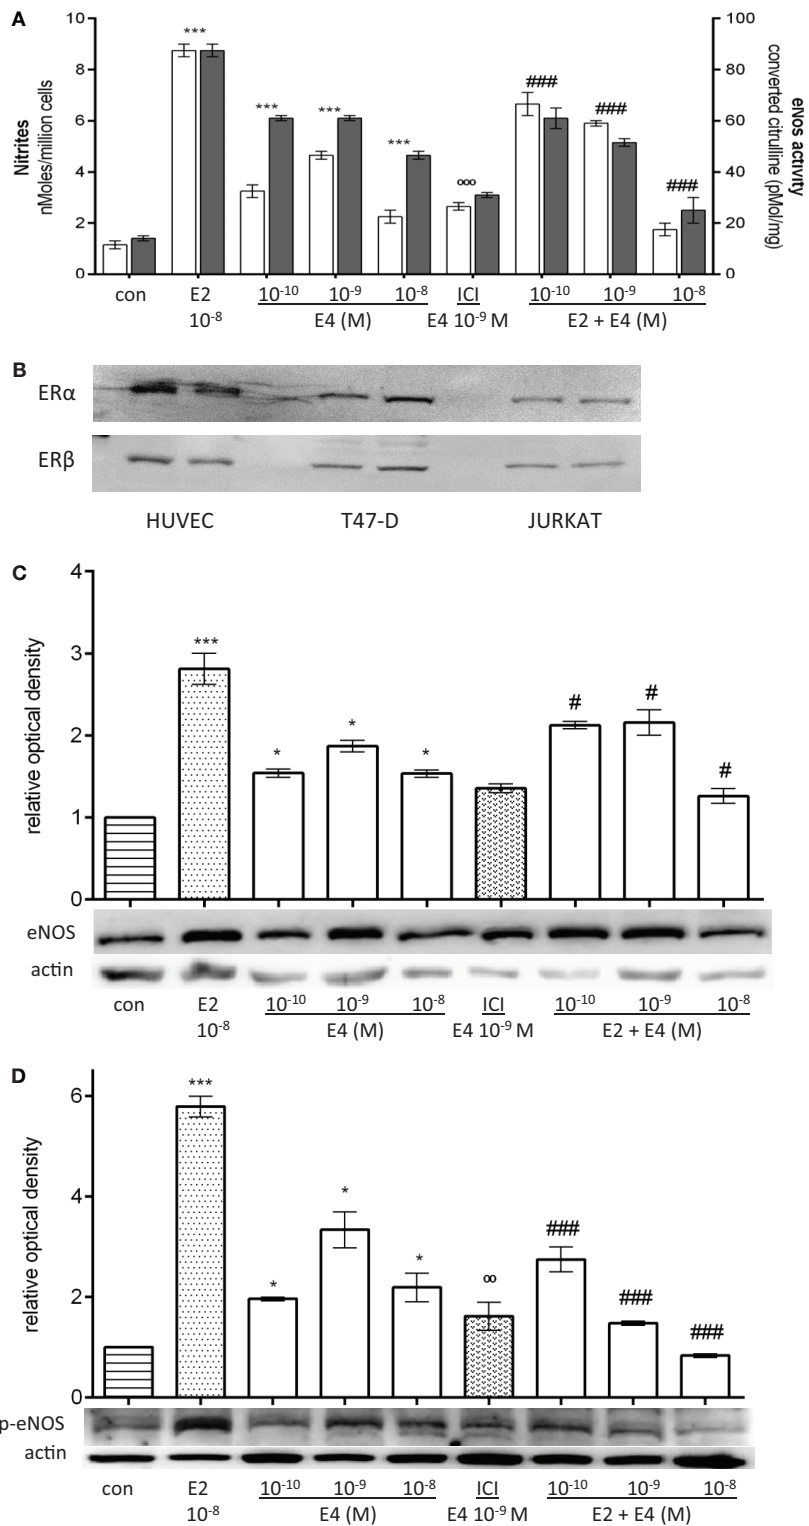 A
10 100
*** ###
8 80
###
*** ***
6 60
***
4 40
ooo ###
2 20
0 0
Nitrites
nMoles/million cells
eNos activity
converted citrulline (pMol/mg)
con E2 10⁻¹⁰ 10⁻⁹ 10⁻⁸ ICI 10⁻¹⁰ 10⁻⁹ 10⁻⁸
10⁻⁸ E4 (M) E4 10⁻⁹ M E2 + E4 (M)
B
ERα
ERβ
HUVEC T47-D JURKAT
C
4
3
2
1
0
relative optical density
***
* * * # # #
eNOS
actin
con E2 10⁻¹⁰ 10⁻⁹ 10⁻⁸ ICI 10⁻¹⁰ 10⁻⁹ 10⁻⁸
10⁻⁸ E4 (M) E4 10⁻⁹ M E2 + E4 (M)
D
6
4
2
0
relative optical density
***
* * * oo ### ### ###
p-eNOS
actin
con E2 10⁻¹⁰ 10⁻⁹ 10⁻⁸ ICI 10⁻¹⁰ 10⁻⁹ 10⁻⁸
10⁻⁸ E4 (M) E4 10⁻⁹ M E2 + E4 (M)